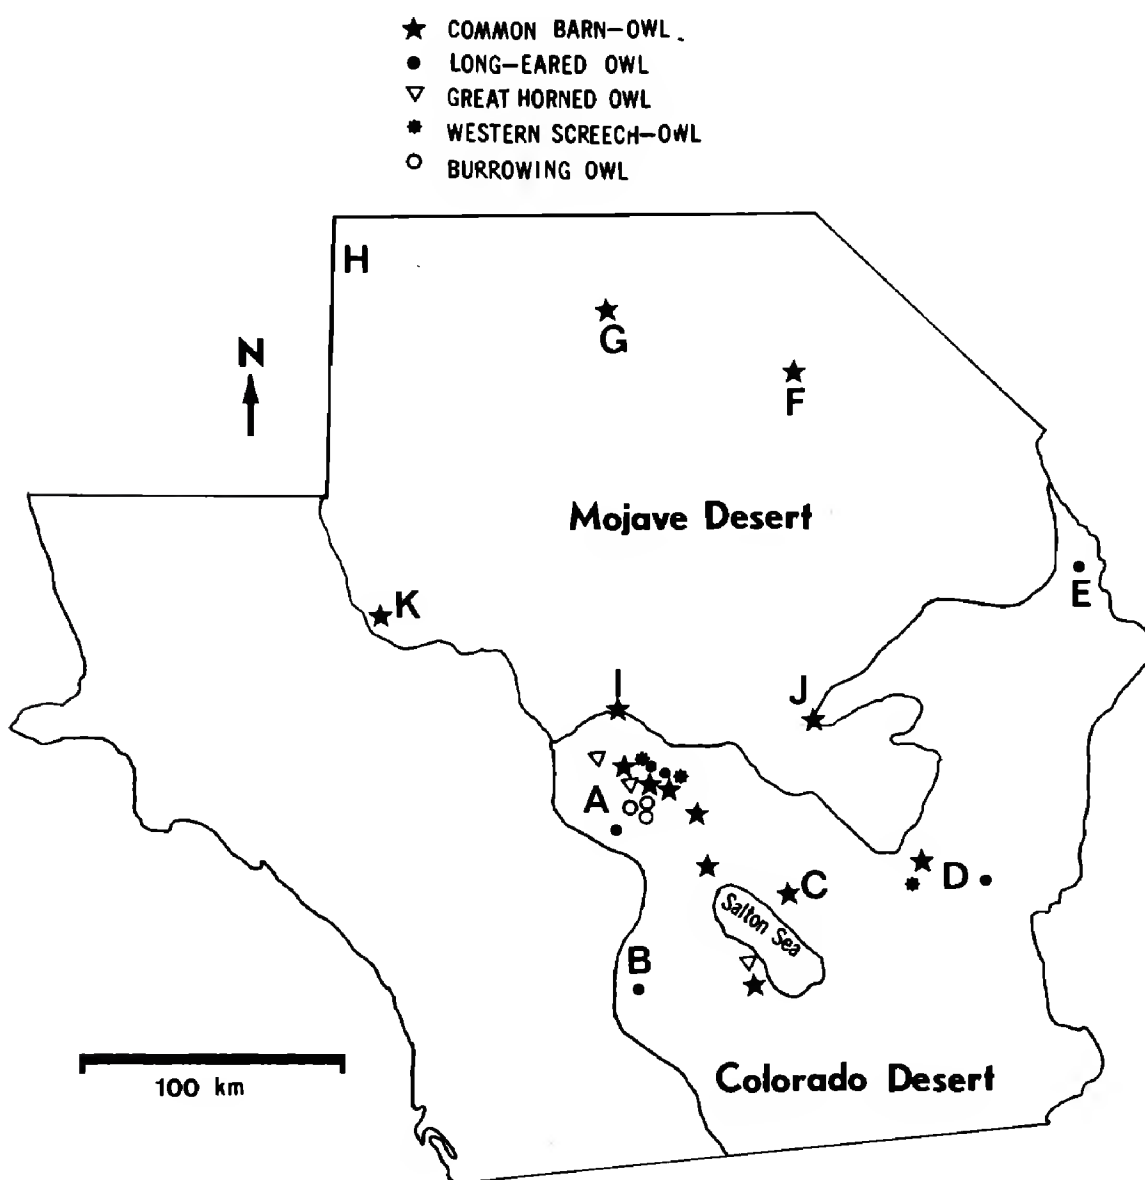 ★ COMMON BARN-OWL
● LONG-EARED OWL
▽ GREAT HORNED OWL
✸ WESTERN SCREECH-OWL
○ BURROWING OWL
H
G
N
F
Mojave Desert
E
K
I
J
A
C
D
Salton Sea
B
100 km
Colorado Desert